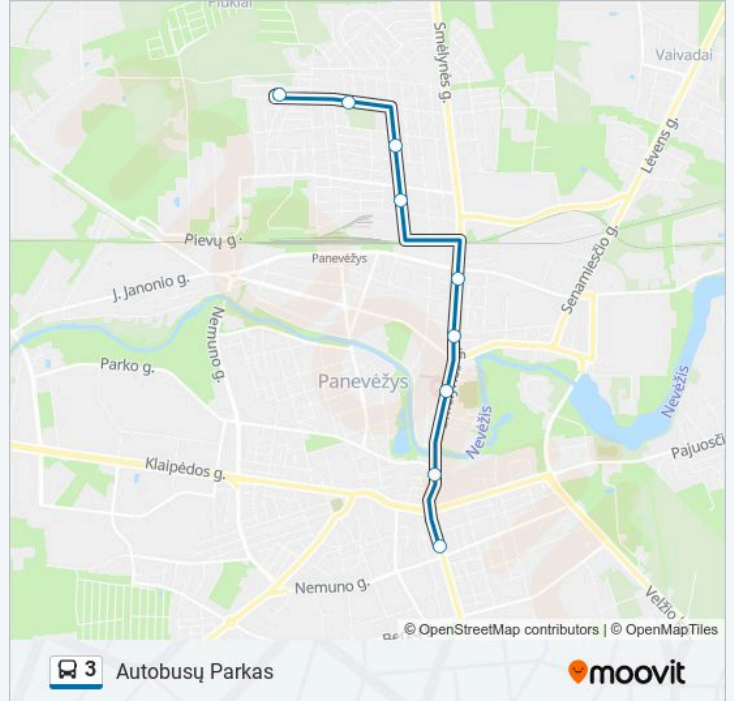 Smėlynės g.
Vaivadai
Lėvens g.
Pievų g.
Panevėžys
Senamiesčio g.
J. Janonio g.
Nemuno g.
Parko g.
Panevėžys
Nevėžis
Nevėžis
Pajuosči
Klaipėdos g.
Nemuno g.
Velžio
© OpenStreetMap contributors | © OpenMapTiles
3 Autobusų Parkas
moovit